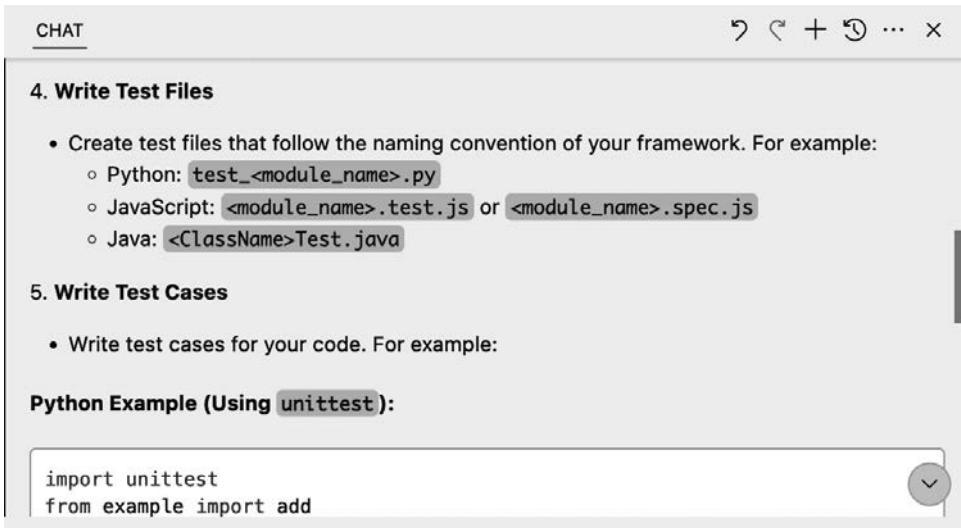 CHAT
4. Write Test Files
• Create test files that follow the naming convention of your framework. For example:
◦ Python: test_<module_name>.py
◦ JavaScript: <module_name>.test.js or <module_name>.spec.js
◦ Java: <ClassName>Test.java
5. Write Test Cases
• Write test cases for your code. For example:
Python Example (Using unittest):
import unittest
from example import add